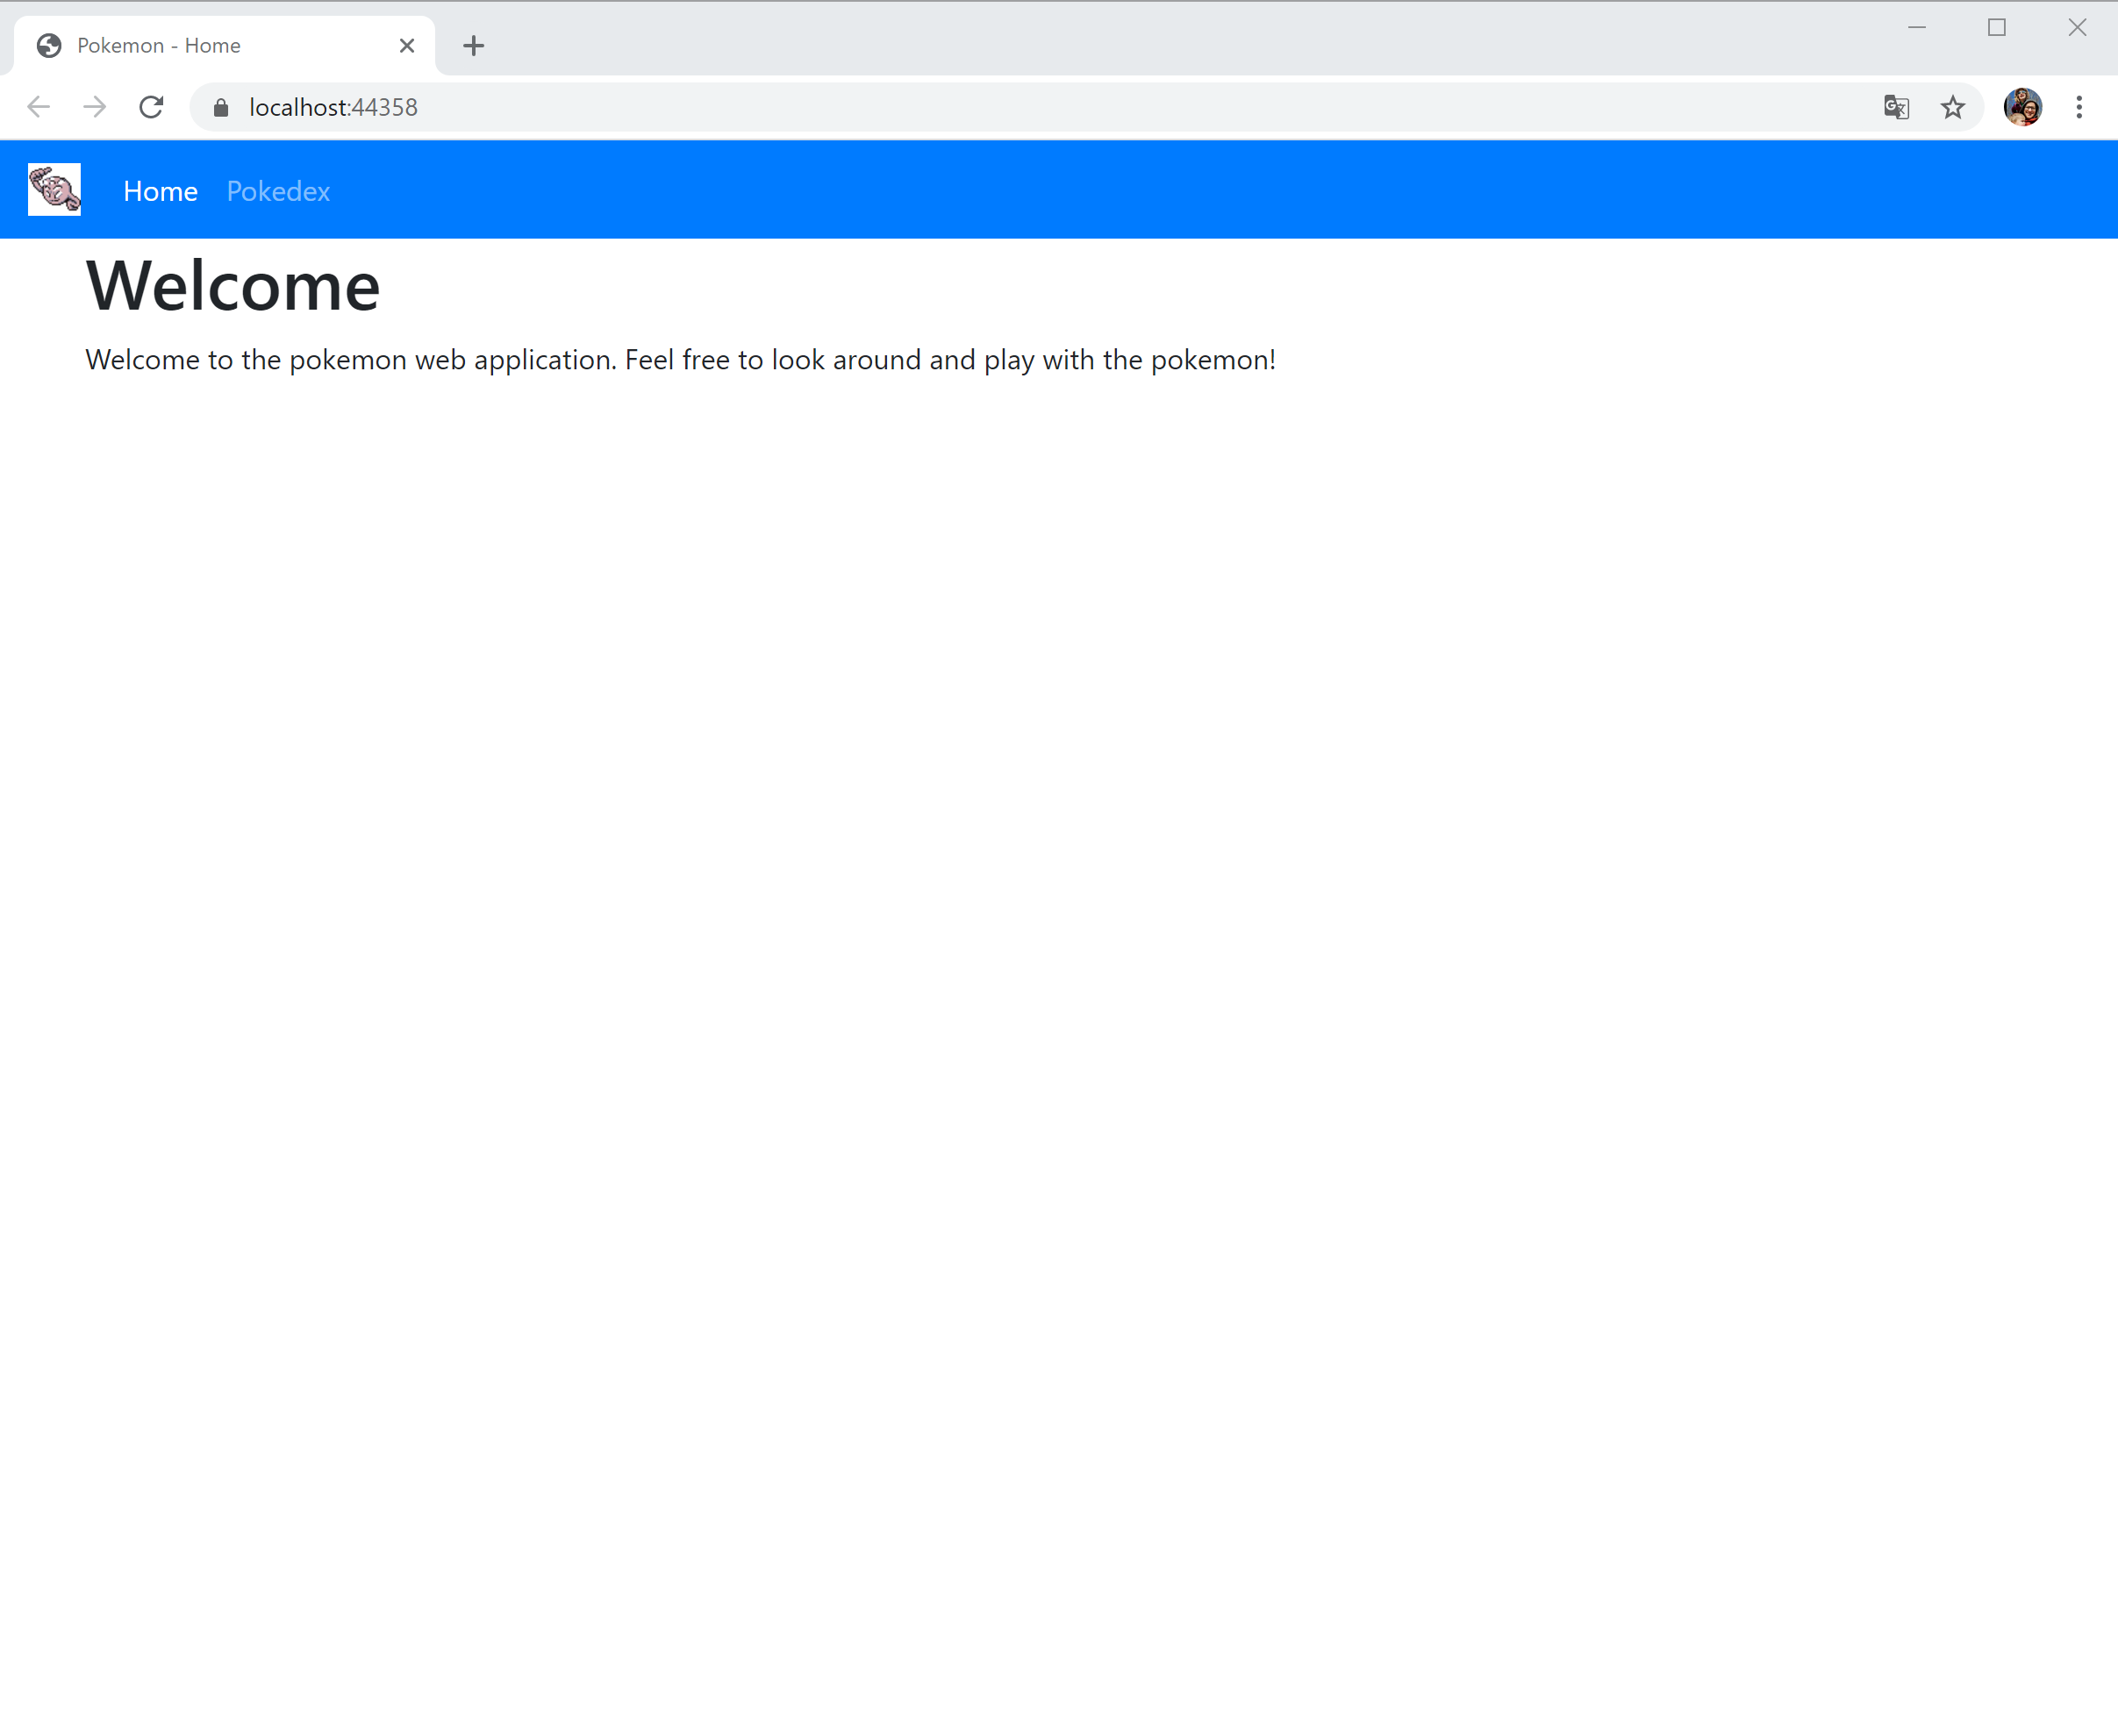 Pokemon - Home
localhost:44358
Home Pokedex
Welcome
Welcome to the pokemon web application. Feel free to look around and play with the pokemon!